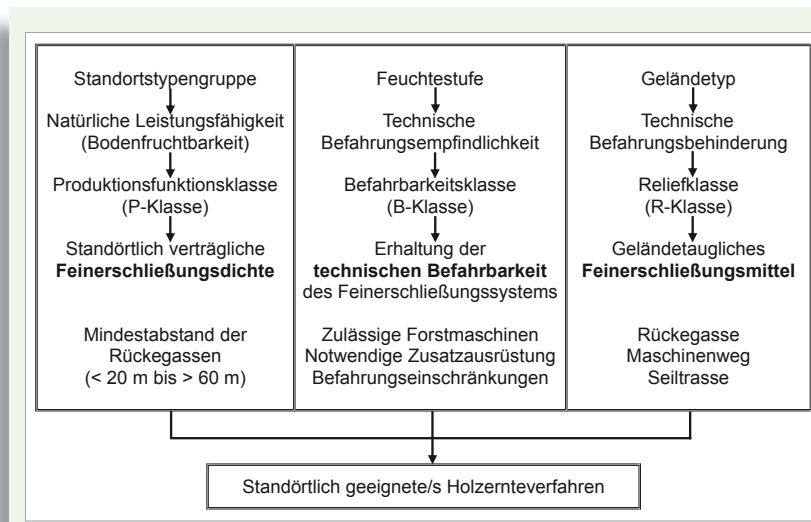 Standortstypengruppe
Natürliche Leistungsfähigkeit
(Bodenfruchtbarkeit)
Produktionsfunktionsklasse
(P-Klasse)
Standörtlich verträgliche
Feinerschließungsdichte
Mindestabstand der
Rückegassen
(< 20 m bis > 60 m)
Feuchtestufe
Technische
Befahrungsempfindlichkeit
Befahrbarkeitsklasse
(B-Klasse)
Erhaltung der
technischen Befahrbarkeit
des Feinerschließungssystems
Zulässige Forstmaschinen
Notwendige Zusatzausrüstung
Befahrungseinschränkungen
Geländetyp
Technische
Befahrungsbehinderung
Reliefklasse
(R-Klasse)
Geländetaugliches
Feinerschließungsmittel
Rückegasse
Maschinenweg
Seiltrasse
Standörtlich geeignete/s Holzernteverfahren